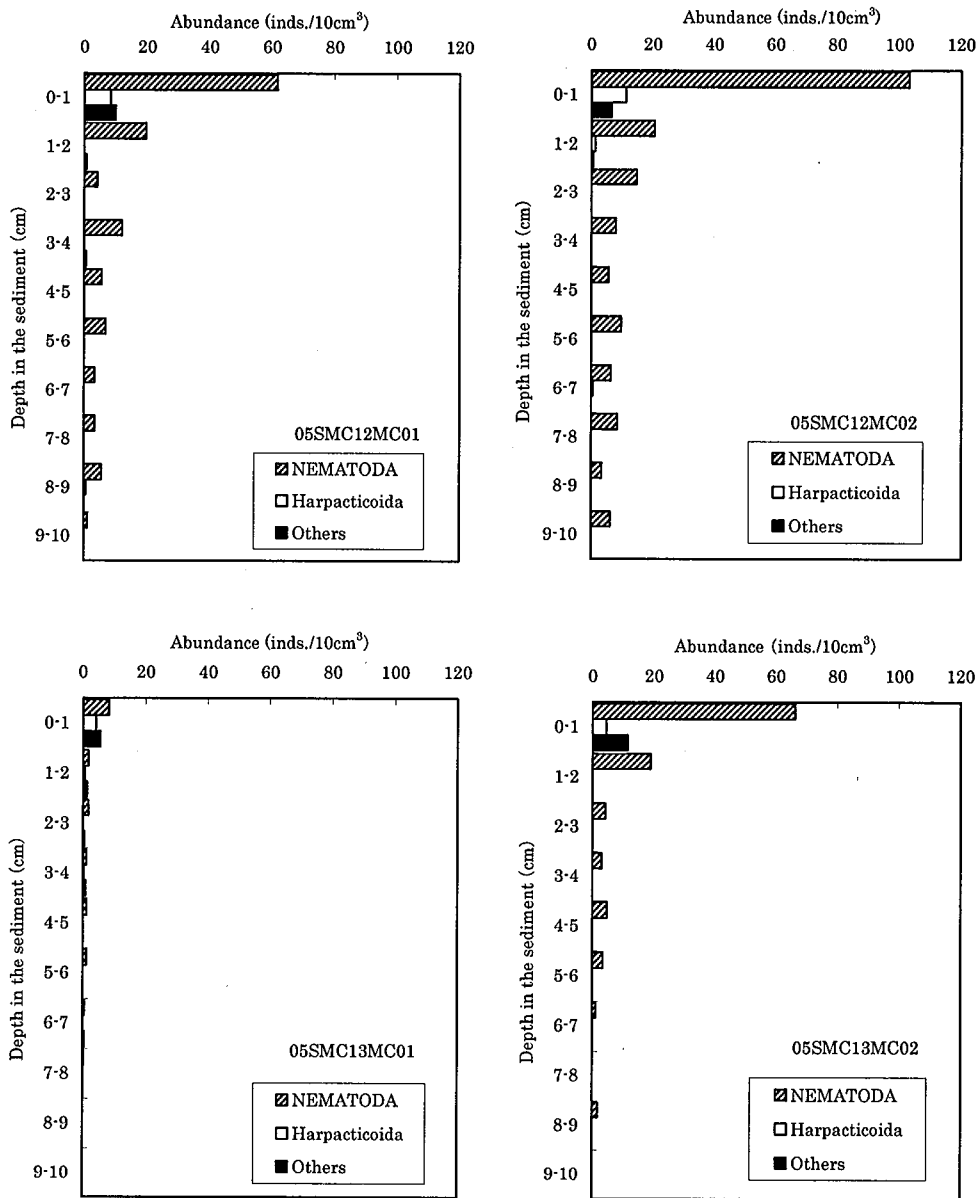 Abundance (inds./10cm³)
0 20 40 60 80 100 120
Depth in the sediment (cm)
0-1
1-2
2-3
3-4
4-5
5-6
6-7
7-8
8-9
9-10
05SMC12MC01
NEMATODA
Harpacticoida
Others
Abundance (inds./10cm³)
0 20 40 60 80 100 120
Depth in the sediment (cm)
0-1
1-2
2-3
3-4
4-5
5-6
6-7
7-8
8-9
9-10
05SMC12MC02
NEMATODA
Harpacticoida
Others
Abundance (inds./10cm³)
0 20 40 60 80 100 120
Depth in the sediment (cm)
0-1
1-2
2-3
3-4
4-5
5-6
6-7
7-8
8-9
9-10
05SMC13MC01
NEMATODA
Harpacticoida
Others
Abundance (inds./10cm³)
0 20 40 60 80 100 120
Depth in the sediment (cm)
0-1
1-2
2-3
3-4
4-5
5-6
6-7
7-8
8-9
9-10
05SMC13MC02
NEMATODA
Harpacticoida
Others